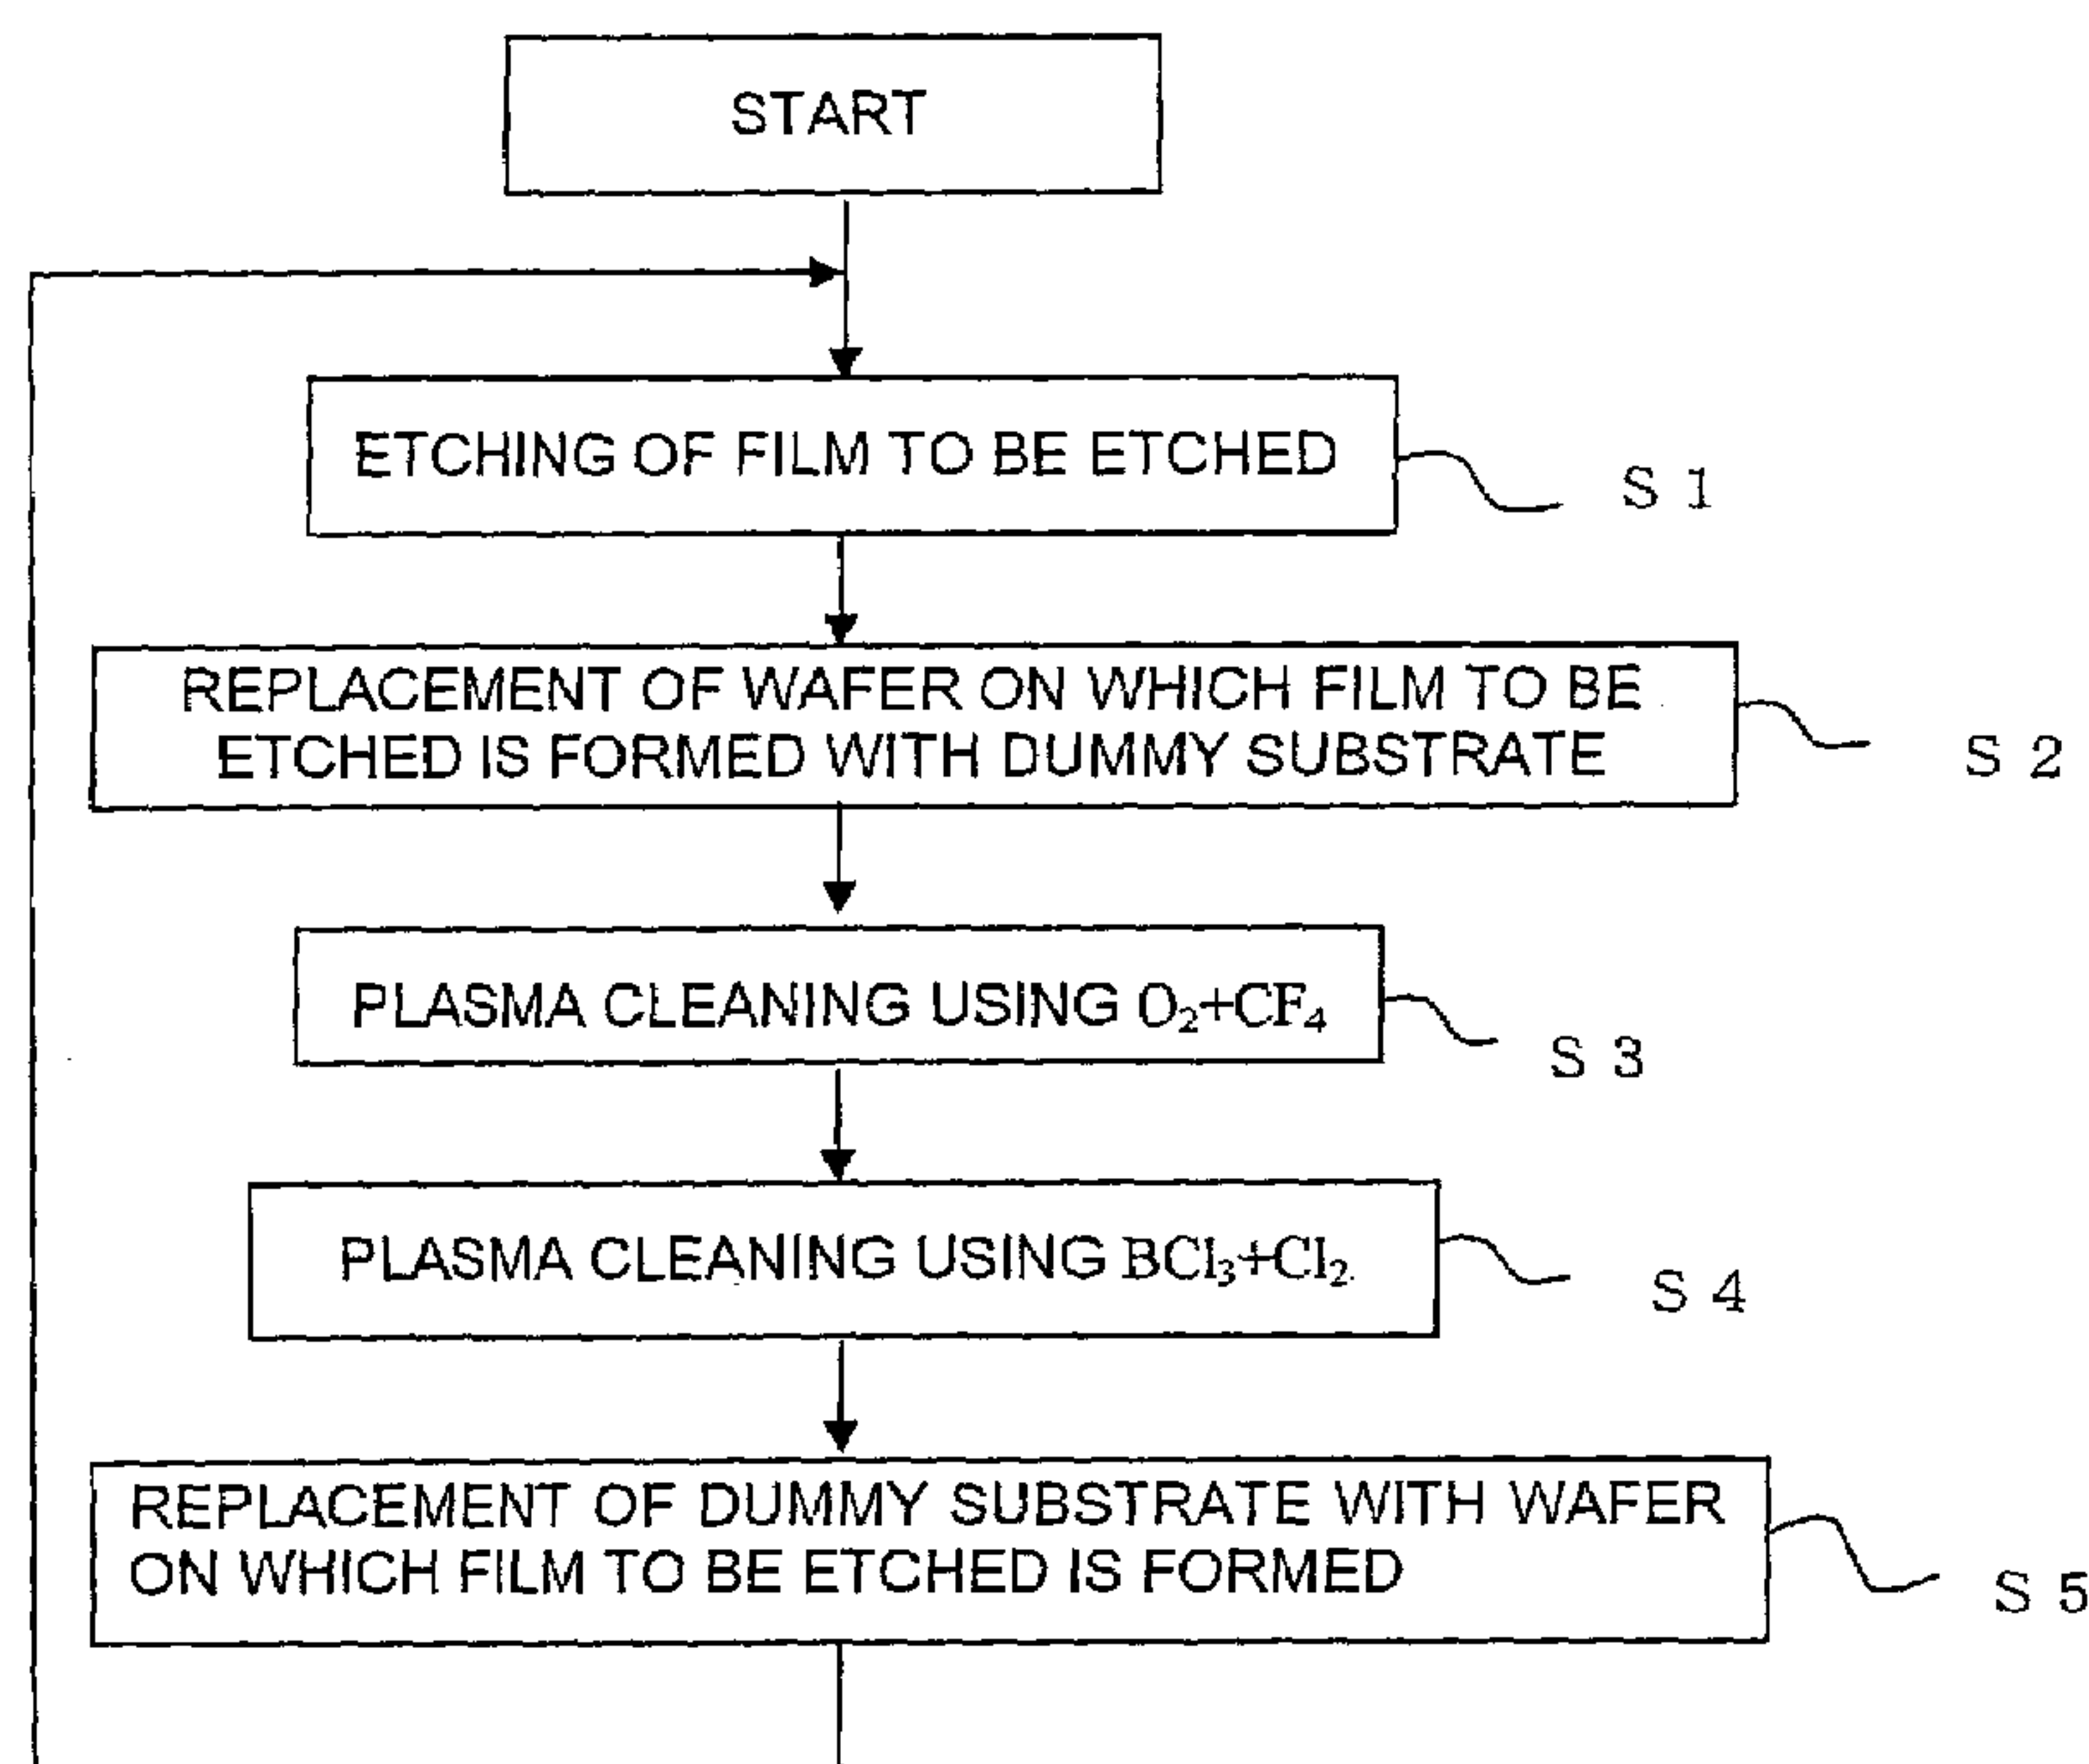 START
ETCHING OF FILM TO BE ETCHED
S 1
REPLACEMENT OF WAFER ON WHICH FILM TO BE
ETCHED IS FORMED WITH DUMMY SUBSTRATE
S 2
PLASMA CLEANING USING O₂+CF₄
S 3
PLASMA CLEANING USING BCl₃+Cl₂
S 4
REPLACEMENT OF DUMMY SUBSTRATE WITH WAFER
ON WHICH FILM TO BE ETCHED IS FORMED
S 5